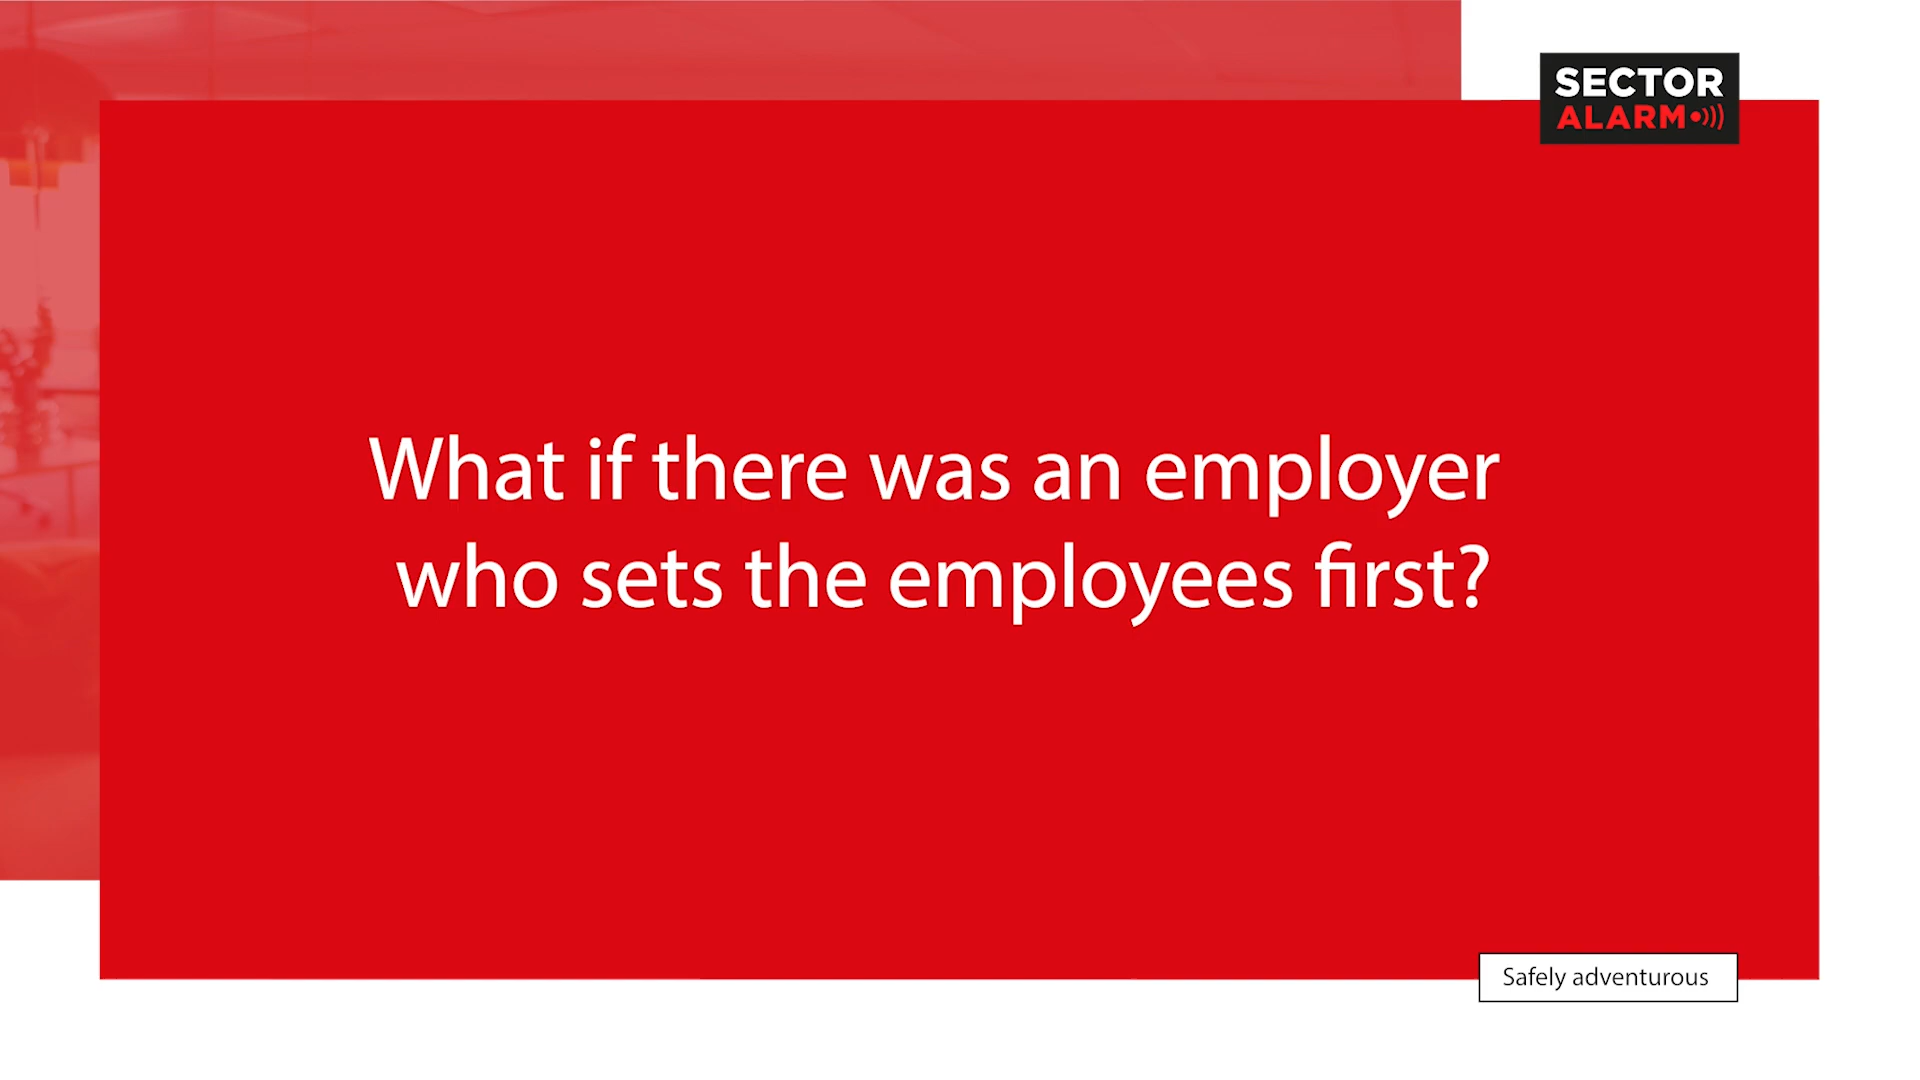 SECTOR
ALARM
What if there was an employer
who sets the employees first?
Safely adventurous